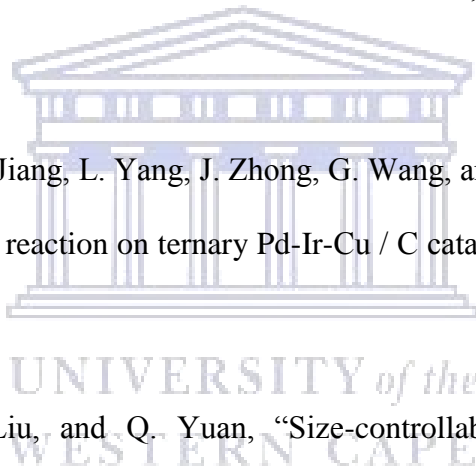 Jiang, L. Yang, J. Zhong, G. Wang, a
reaction on ternary Pd-Ir-Cu / C cata
UNIVERSITY of the
Liu, and Q. Yuan, “Size-controllab
WESTERN CAPE